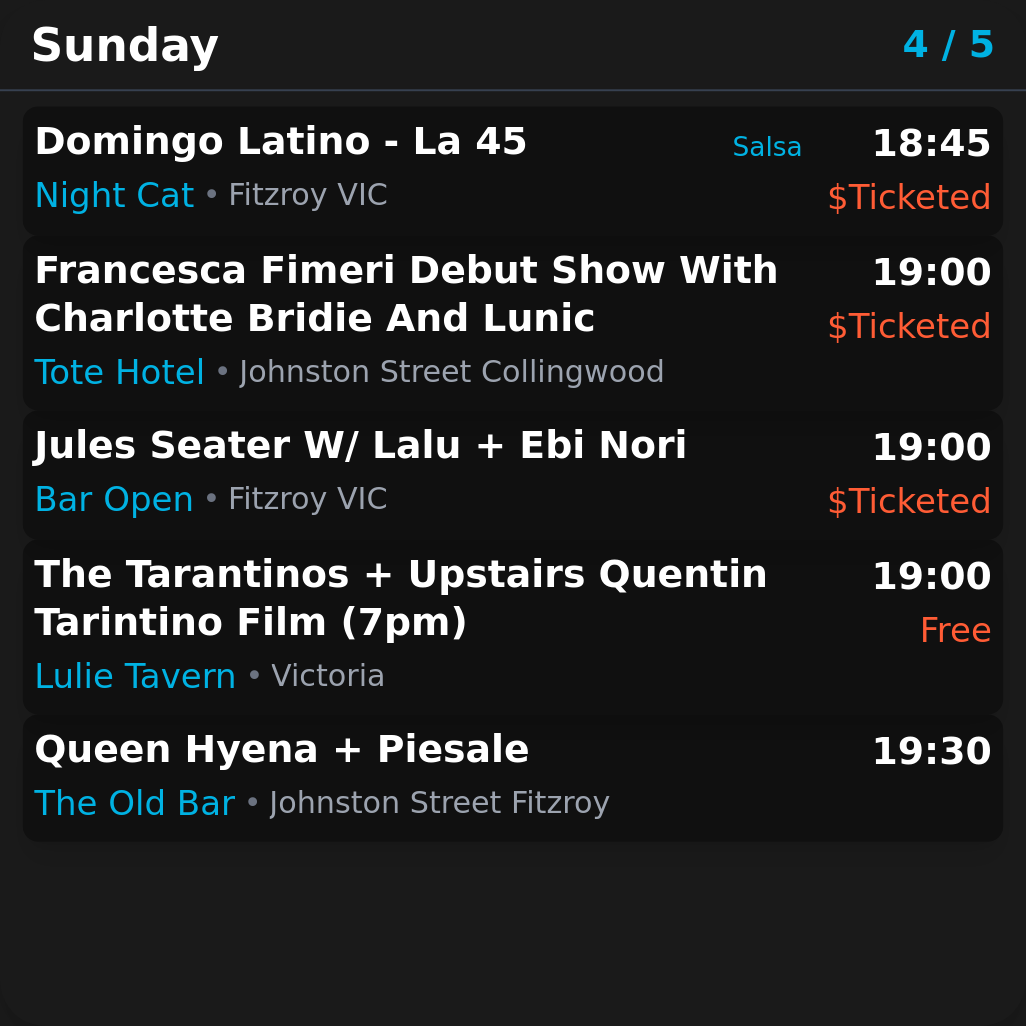 Sunday 4 / 5
Domingo Latino - La 45 Salsa 18:45
Night Cat • Fitzroy VIC $Ticketed
Francesca Fimeri Debut Show With 19:00
Charlotte Bridie And Lunic $Ticketed
Tote Hotel • Johnston Street Collingwood
Jules Seater W/ Lalu + Ebi Nori 19:00
Bar Open • Fitzroy VIC $Ticketed
The Tarantinos + Upstairs Quentin 19:00
Tarintino Film (7pm) Free
Lulie Tavern • Victoria
Queen Hyena + Piesale 19:30
The Old Bar • Johnston Street Fitzroy